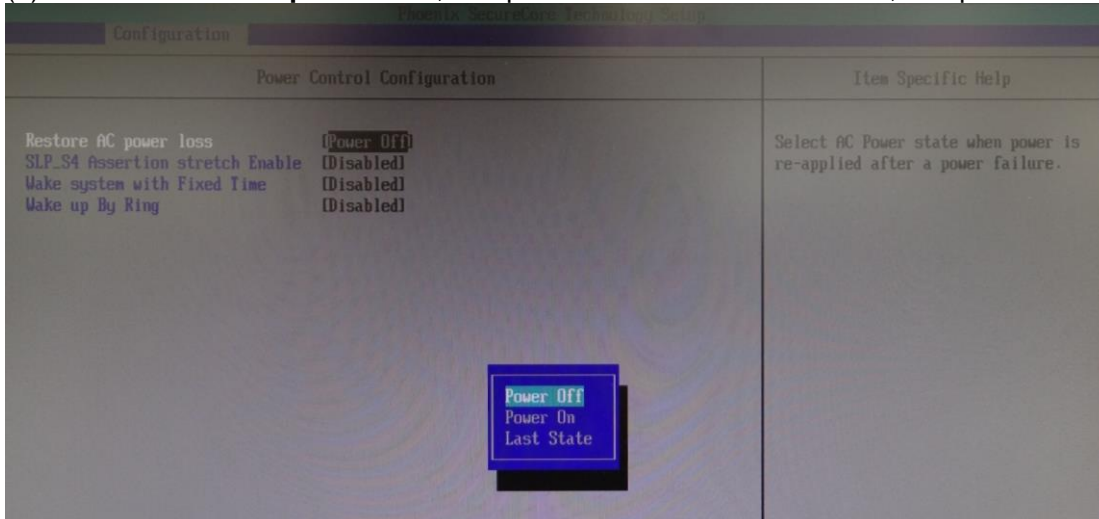 Phoenix SecureCore Technology Setup
Configuration
Power Control Configuration
Item Specific Help
Restore AC power loss [Power Off]
SLP_S4 Assertion stretch Enable [Disabled]
Wake system with Fixed Time [Disabled]
Wake up By Ring [Disabled]
Select AC Power state when power is
re-applied after a power failure.
Power Off
Power On
Last State